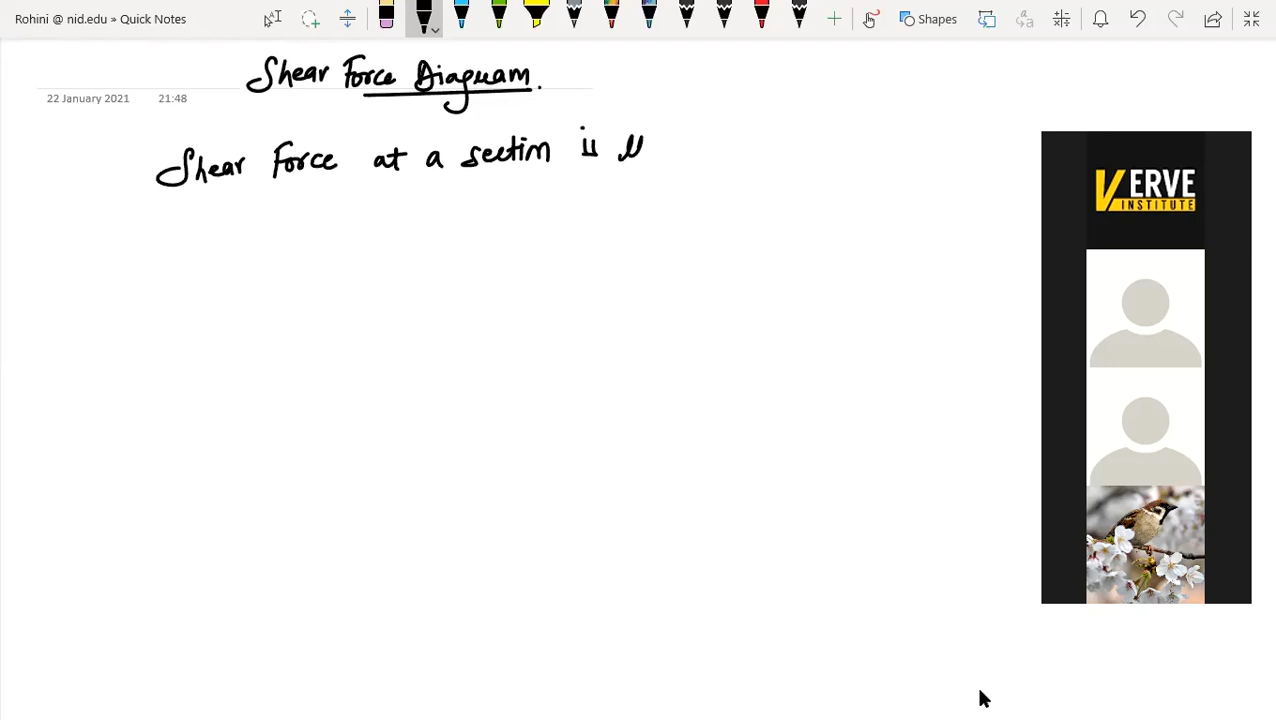 Rohini @ nid.edu » Quick Notes
Shapes
Shear Force Diagram.
22 January 2021 21:48
Shear Force at a section is
VERVE
INSTITUTE